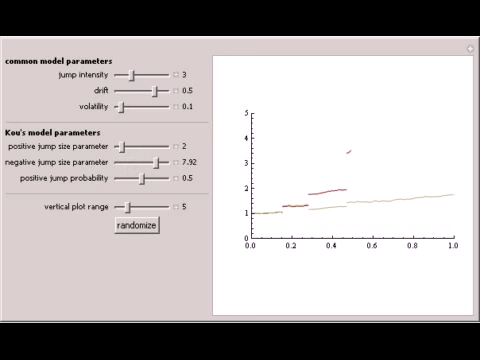 common model parameters
jump intensity 3
drift 0.5
volatility 0.1
Kou's model parameters
positive jump size parameter 2
negative jump size parameter 7.92
positive jump probability 0.5
vertical plot range 5
randomize
5
4
3
2
1
0
0.0 0.2 0.4 0.6 0.8 1.0